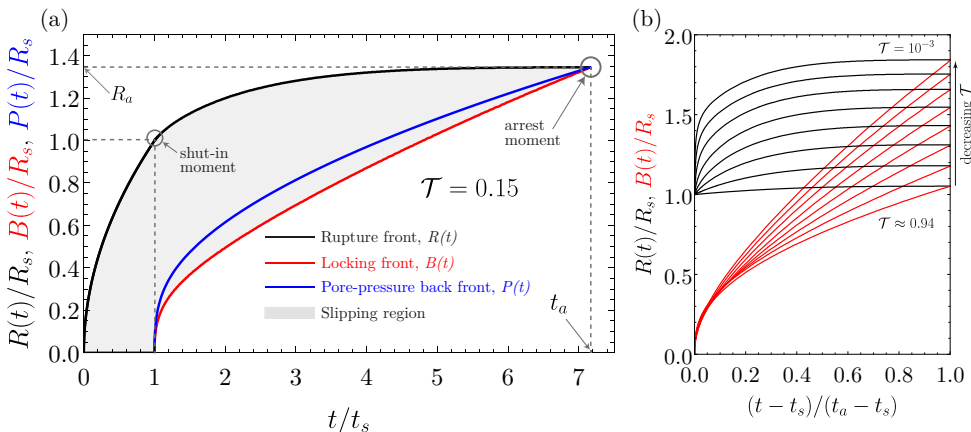 (a)
R(t)/R_s, B(t)/R_s, P(t)/R_s
1.4
1.2
1.0
0.8
0.6
0.4
0.2
0.0
R_a
shut-in
moment
arrest
moment
𝒯 = 0.15
Rupture front, R(t)
Locking front, B(t)
Pore-pressure back front, P(t)
Slipping region
t_a
0 1 2 3 4 5 6 7
t/t_s
(b)
R(t)/R_s, B(t)/R_s
2.0
1.5
1.0
0.5
0.0
𝒯 = 10⁻³
𝒯 ≈ 0.94
decreasing 𝒯
0.0 0.2 0.4 0.6 0.8 1.0
(t − t_s)/(t_a − t_s)